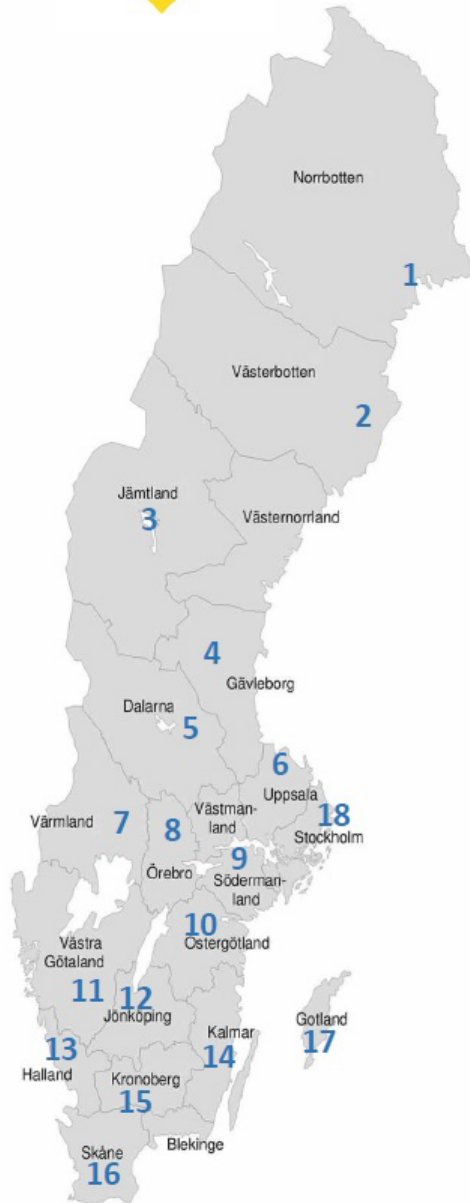 Norrbotten
1
Västerbotten
2
Jämtland
3
Västernorrland
4
Gävleborg
Dalarna
5
6
Uppsala
18
Stockholm
Värmland
7
8
Västman-
land
9
Örebro
Söderman-
land
10
Östergötland
Västra
Götaland
11
12
Jönköping
Gotland
17
13
Halland
Kalmar
14
Kronoberg
15
Blekinge
Skåne
16